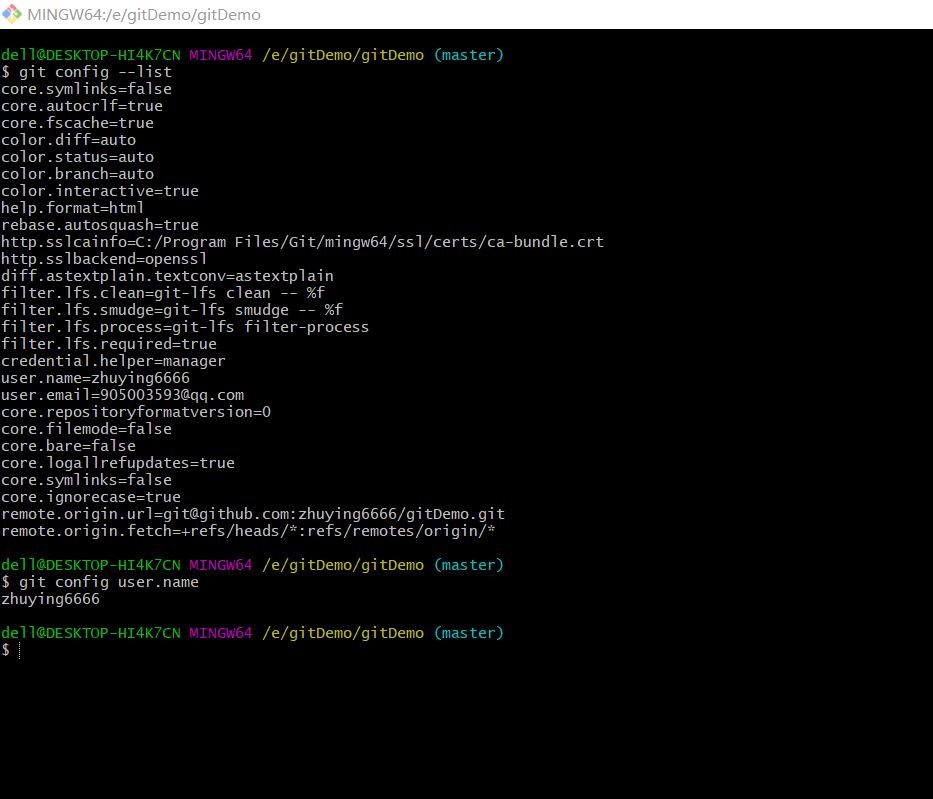 MINGW64:/e/gitDemo/gitDemo
dell@DESKTOP-HI4K7CN MINGW64 /e/gitDemo/gitDemo (master)
$ git config --list
core.symlinks=false
core.autocrlf=true
core.fscache=true
color.diff=auto
color.status=auto
color.branch=auto
color.interactive=true
help.format=html
rebase.autosquash=true
http.sslcainfo=C:/Program Files/Git/mingw64/ssl/certs/ca-bundle.crt
http.sslbackend=openssl
diff.astextplain.textconv=astextplain
filter.lfs.clean=git-lfs clean -- %f
filter.lfs.smudge=git-lfs smudge -- %f
filter.lfs.process=git-lfs filter-process
filter.lfs.required=true
credential.helper=manager
user.name=zhuying6666
user.email=905003593@qq.com
core.repositoryformatversion=0
core.filemode=false
core.bare=false
core.logallrefupdates=true
core.symlinks=false
core.ignorecase=true
remote.origin.url=git@github.com:zhuying6666/gitDemo.git
remote.origin.fetch=+refs/heads/*:refs/remotes/origin/*
dell@DESKTOP-HI4K7CN MINGW64 /e/gitDemo/gitDemo (master)
$ git config user.name
zhuying6666
dell@DESKTOP-HI4K7CN MINGW64 /e/gitDemo/gitDemo (master)
$